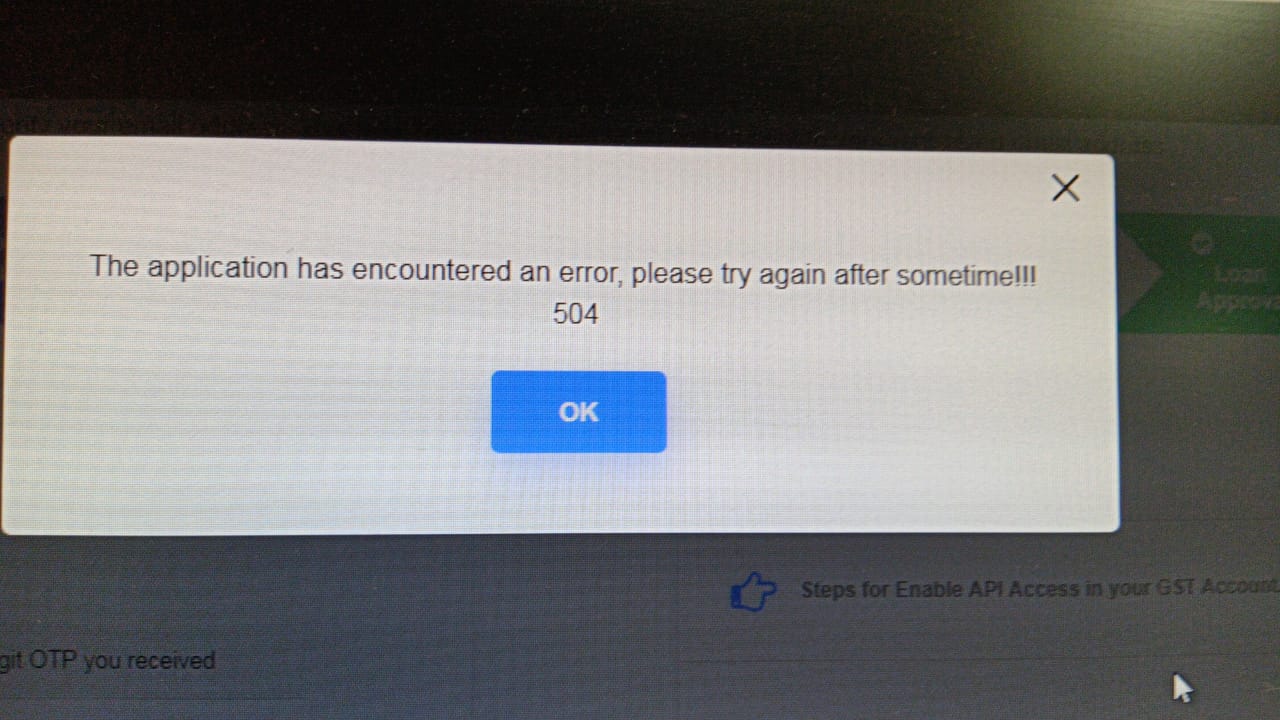 The application has encountered an error, please try again after sometime!!!
504
OK
Loan
Steps for Enable API Access in your GST Account
git OTP you received